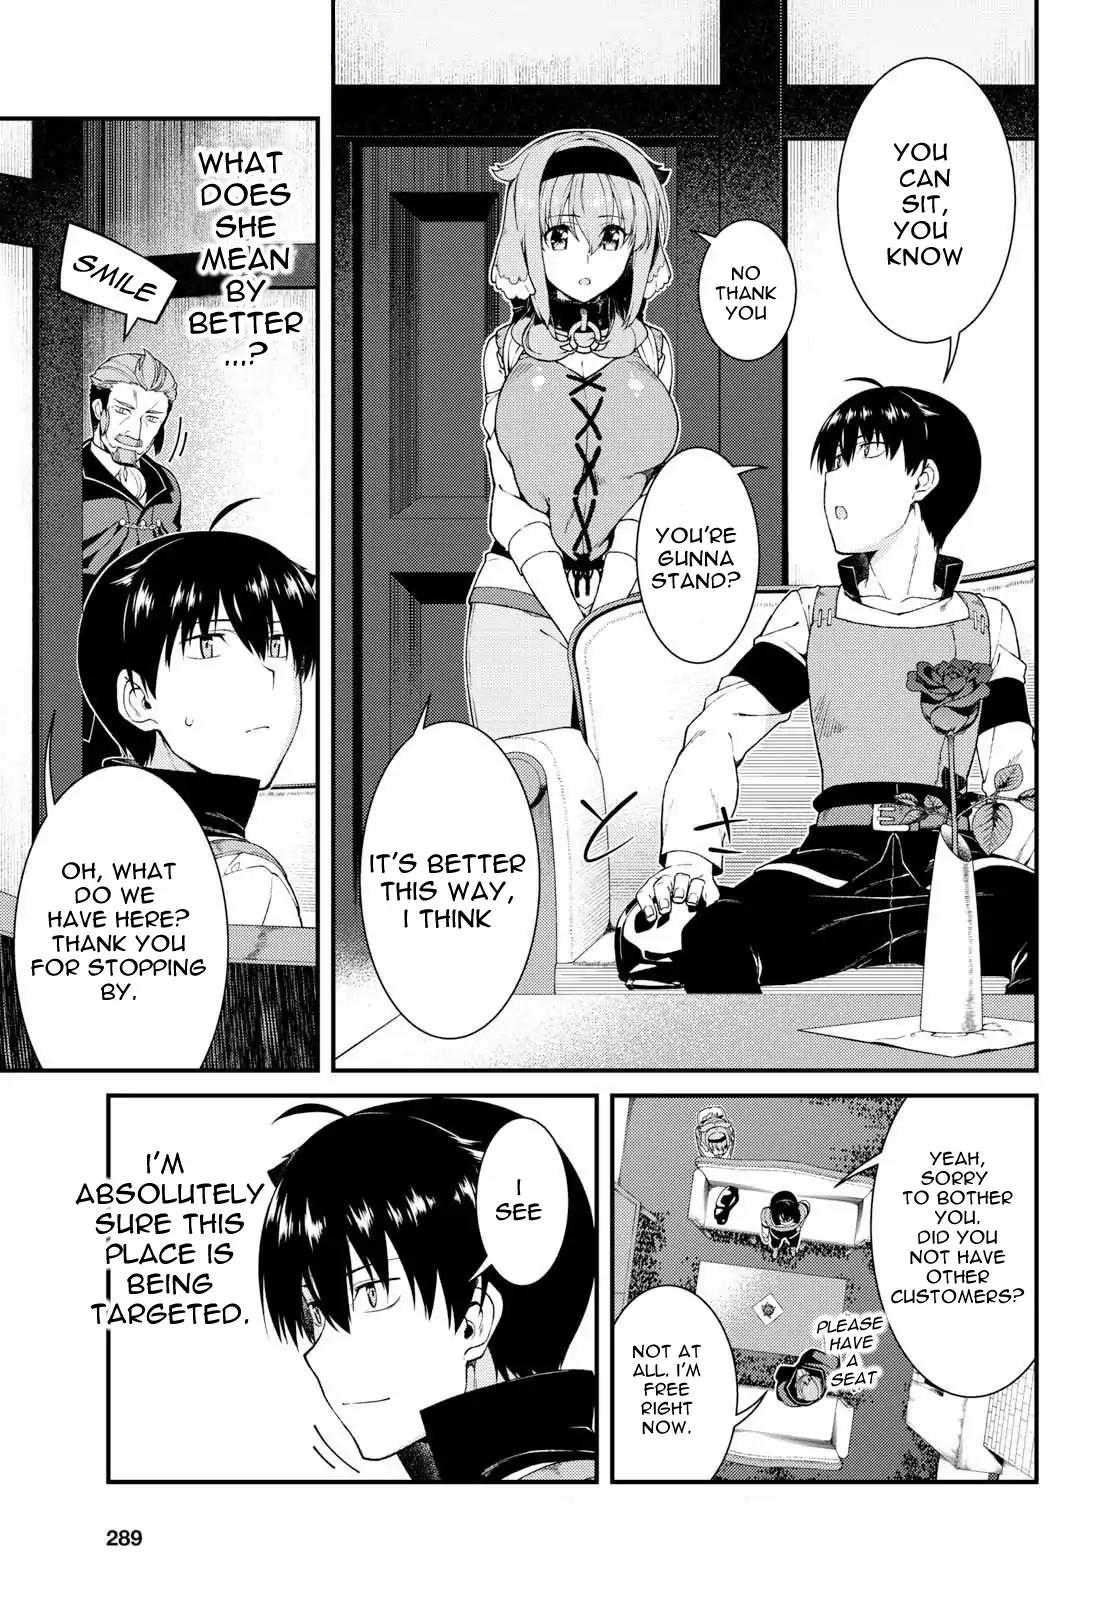 YOU
CAN
SIT,
YOU
KNOW
NO
THANK
YOU
YOU'RE
GUNNA
STAND?
IT'S BETTER
THIS WAY,
I THINK
WHAT
DOES
SHE
MEAN
BY
BETTER
...?
SMILE
OH, WHAT
DO WE
HAVE HERE?
THANK YOU
FOR STOPPING
BY.
YEAH,
SORRY
TO BOTHER
YOU.
DID YOU
NOT HAVE
OTHER
CUSTOMERS?
PLEASE
HAVE
A
SEAT
NOT AT
ALL. I'M
FREE
RIGHT
NOW.
I
SEE
I'M
ABSOLUTELY
SURE THIS
PLACE IS
BEING
TARGETED.
289